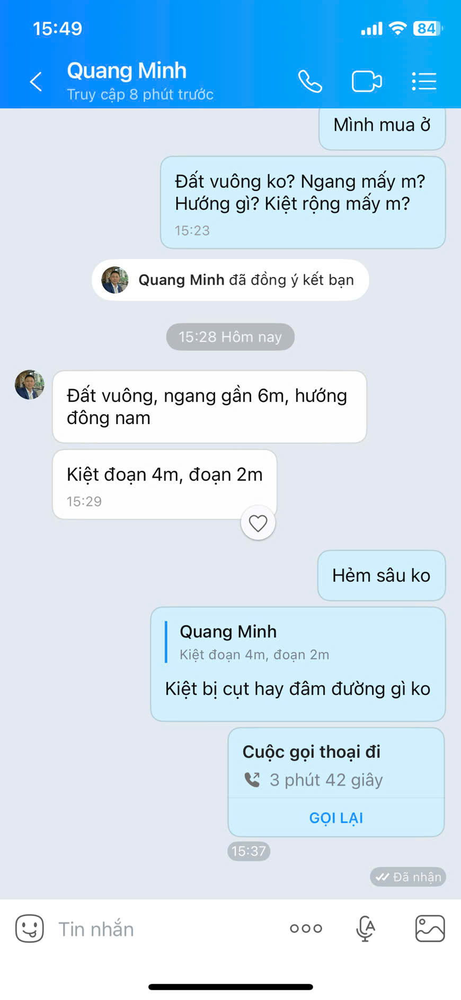 15:49
84
Quang Minh
Truy cập 8 phút trước
Mình mua ở
Đất vuông ko? Ngang mấy m?
Hướng gì? Kiệt rộng mấy m?
15:23
Quang Minh đã đồng ý kết bạn
15:28 Hôm nay
Đất vuông, ngang gần 6m, hướng
đông nam
Kiệt đoạn 4m, đoạn 2m
15:29
Hẻm sâu ko
Quang Minh
Kiệt đoạn 4m, đoạn 2m
Kiệt bị cụt hay đâm đường gì ko
Cuộc gọi thoại đi
3 phút 42 giây
GỌI LẠI
15:37
Đã nhận
Tin nhắn